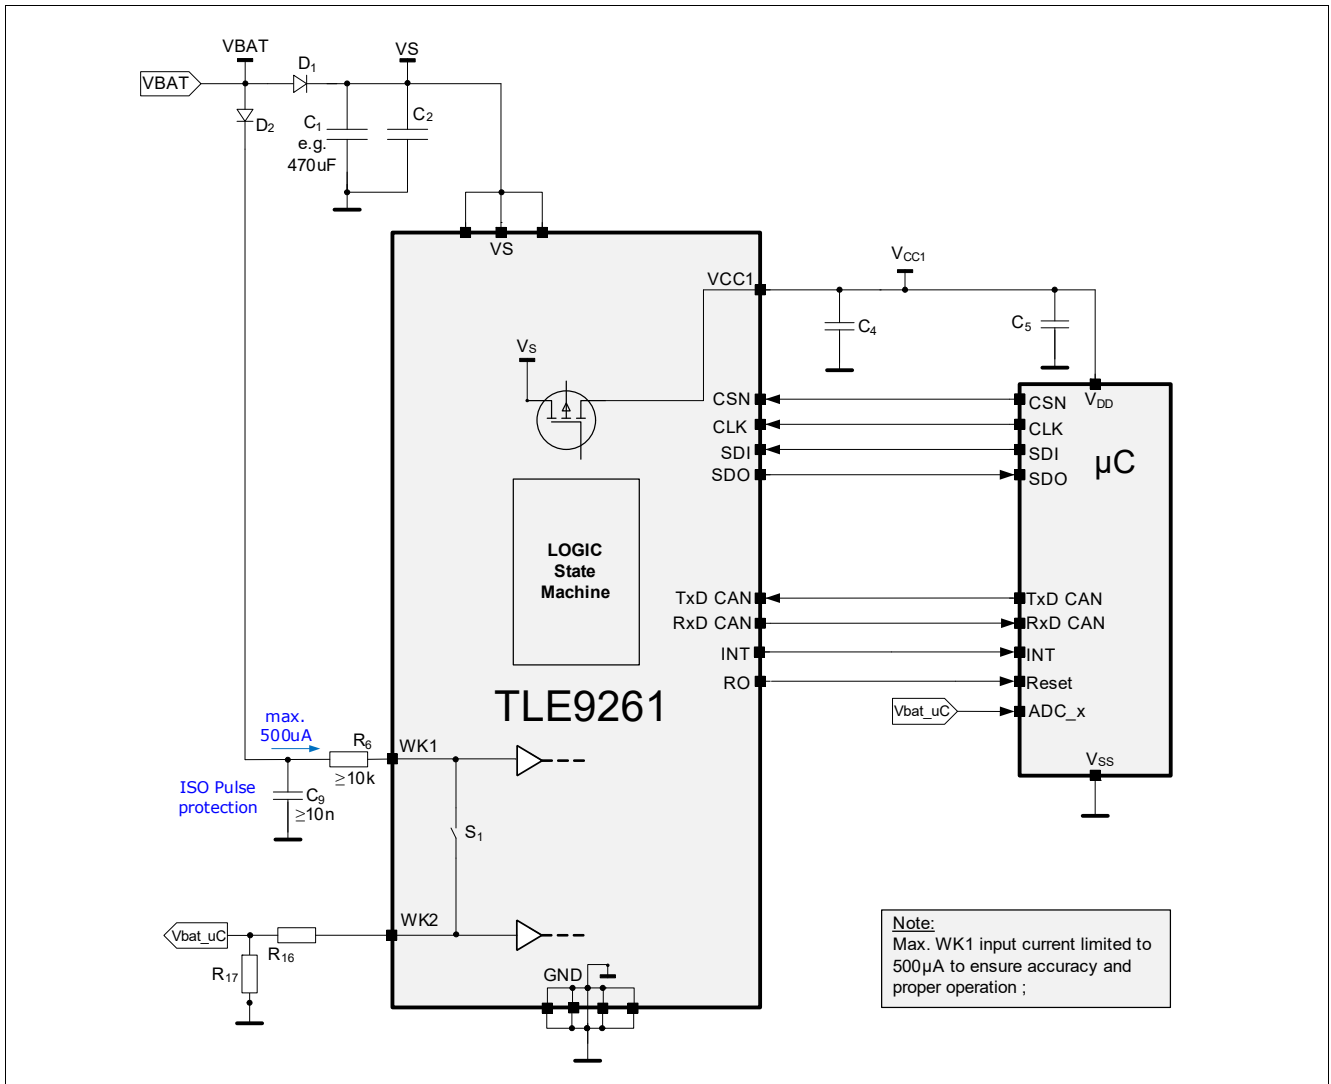 VBAT
VS
VBAT
D1
D2
C1
e.g.
470uF
C2
VS
VCC1
VCC1
C4
C5
VS
CSN
CLK
SDI
SDO
CSN
VDD
CLK
SDI
SDO
µC
LOGIC
State
Machine
TxD CAN
RxD CAN
INT
RO
TxD CAN
RxD CAN
INT
Reset
Vbat_uC
ADC_x
TLE9261
max.
500uA
R6
≥10k
WK1
ISO Pulse
protection
C9
≥10n
S1
VSS
Vbat_uC
R16
R17
WK2
GND
Note:
Max. WK1 input current limited to
500µA to ensure accuracy and
proper operation ;